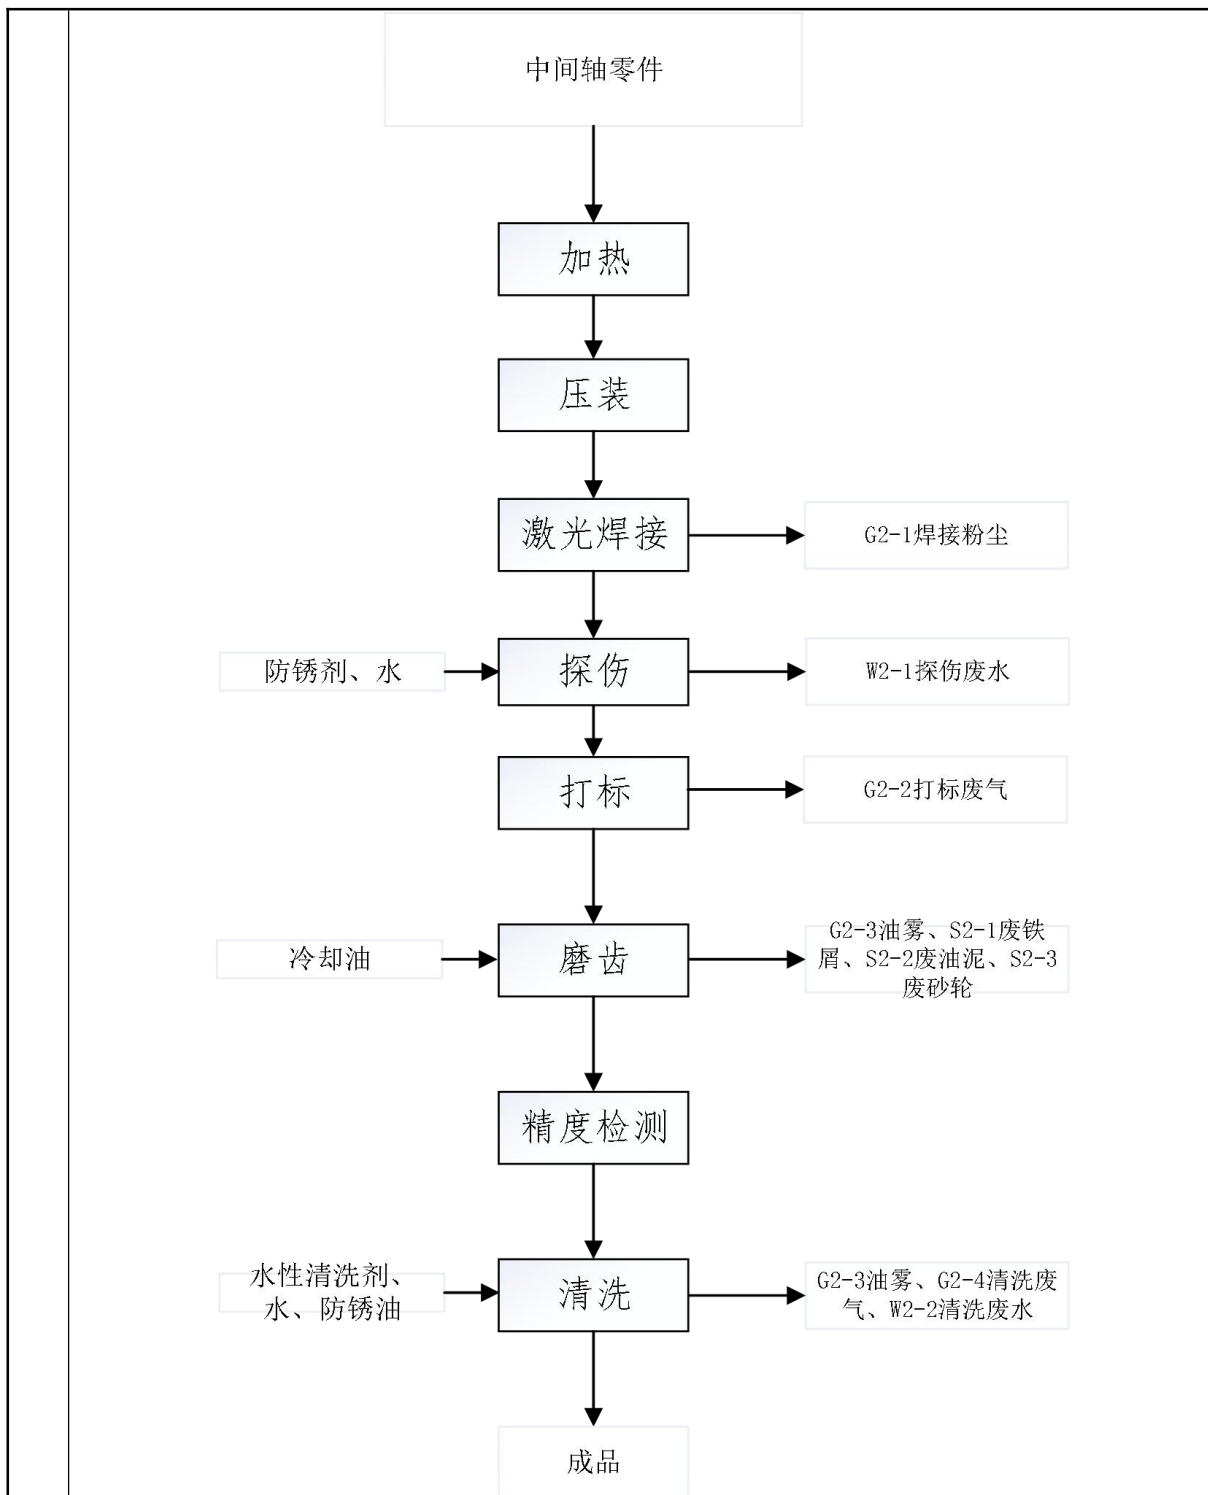 中间轴零件
加热
压装
激光焊接
G2-1焊接粉尘
防锈剂、水
探伤
W2-1探伤废水
打标
G2-2打标废气
冷却油
磨齿
G2-3油雾、S2-1废铁
屑、S2-2废油泥、S2-3
废砂轮
精度检测
水性清洗剂、
水、防锈油
清洗
G2-3油雾、G2-4清洗废
气、W2-2清洗废水
成品